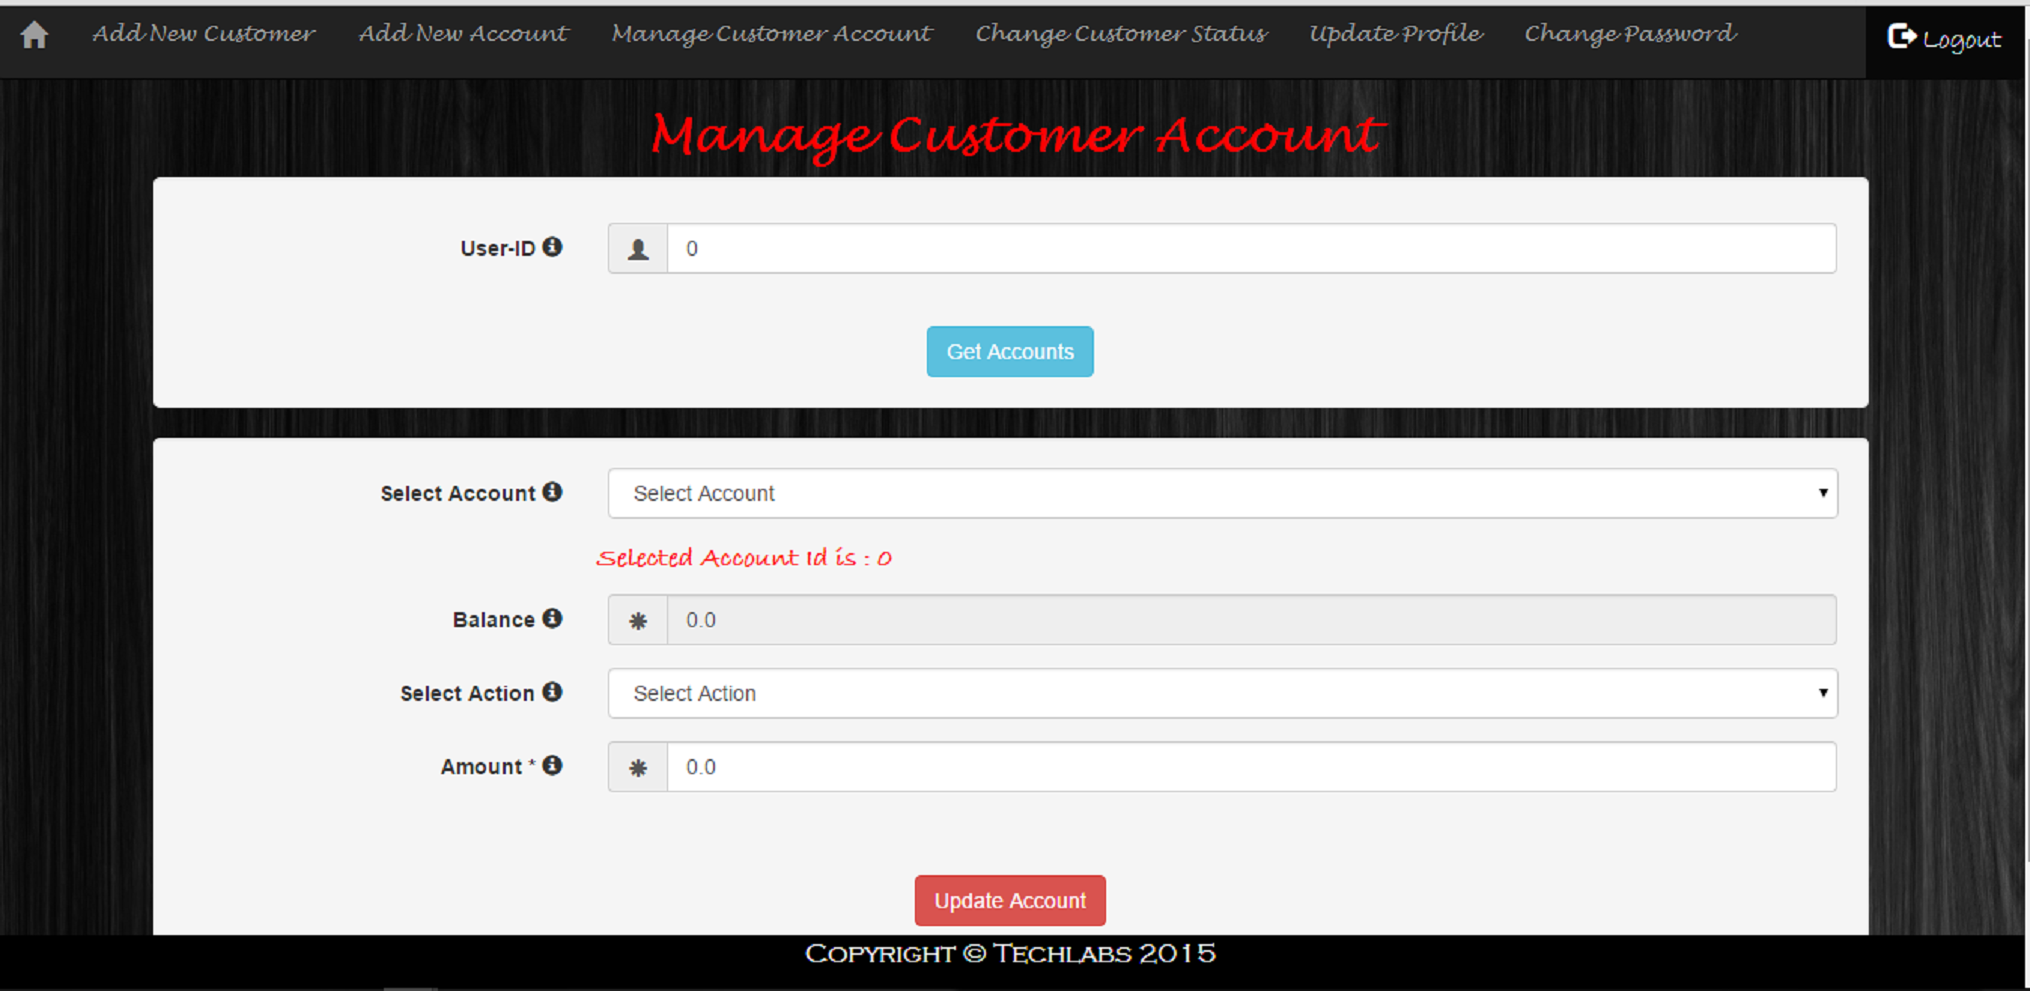 Add New Customer Add New Account Manage Customer Account Change Customer Status Update Profile Change Password Logout
Manage Customer Account
User-ID 0
Get Accounts
Select Account Select Account
Selected Account Id is : 0
Balance 0.0
Select Action Select Action
Amount * 0.0
Update Account
Copyright © Techlabs 2015